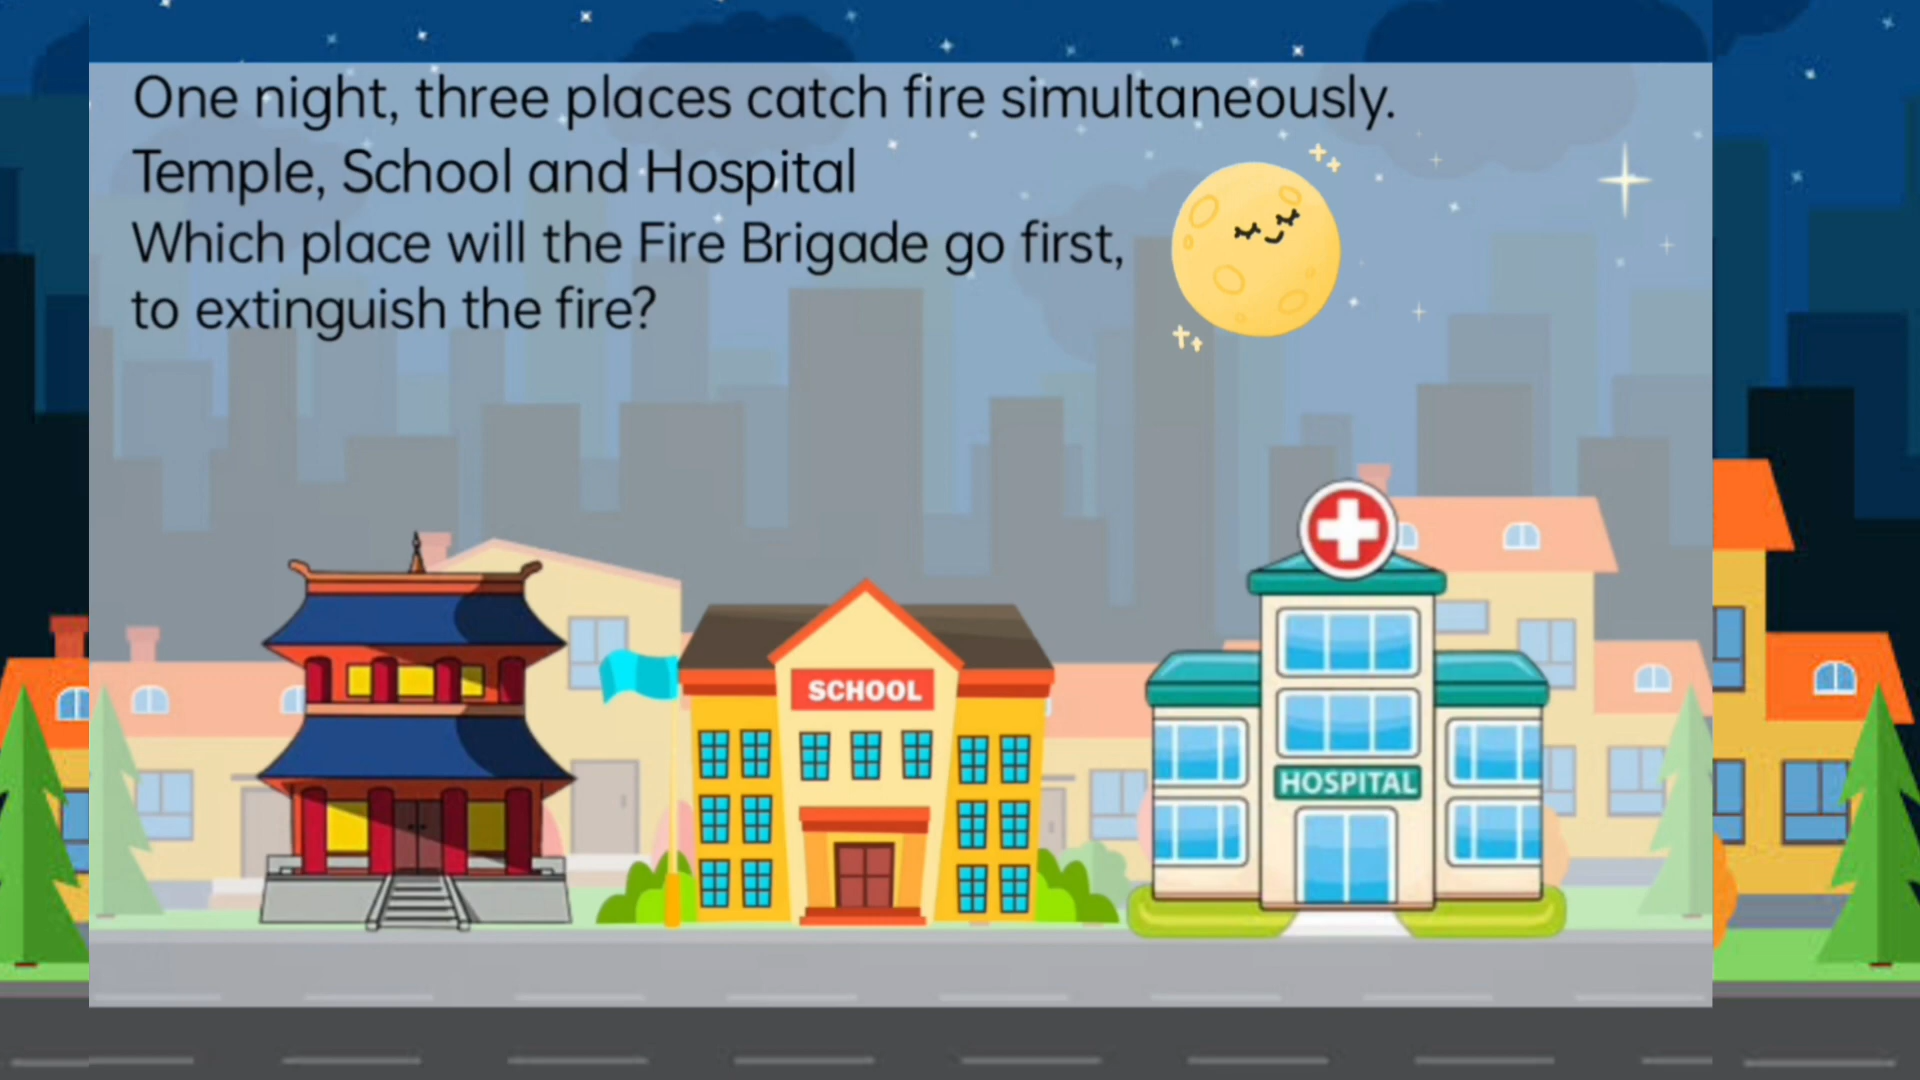 One night, three places catch fire simultaneously.
Temple, School and Hospital
Which place will the Fire Brigade go first,
to extinguish the fire?
SCHOOL
HOSPITAL